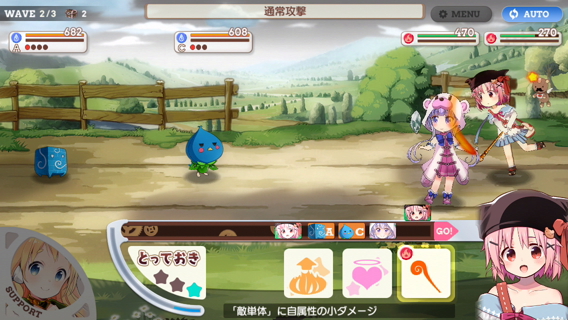 WAVE 2/3 2
通常攻撃
MENU
AUTO
682
A
608
C
470
270
A C GO!
とっておき
SUPPORT
「敵単体」に自属性の小ダメージ